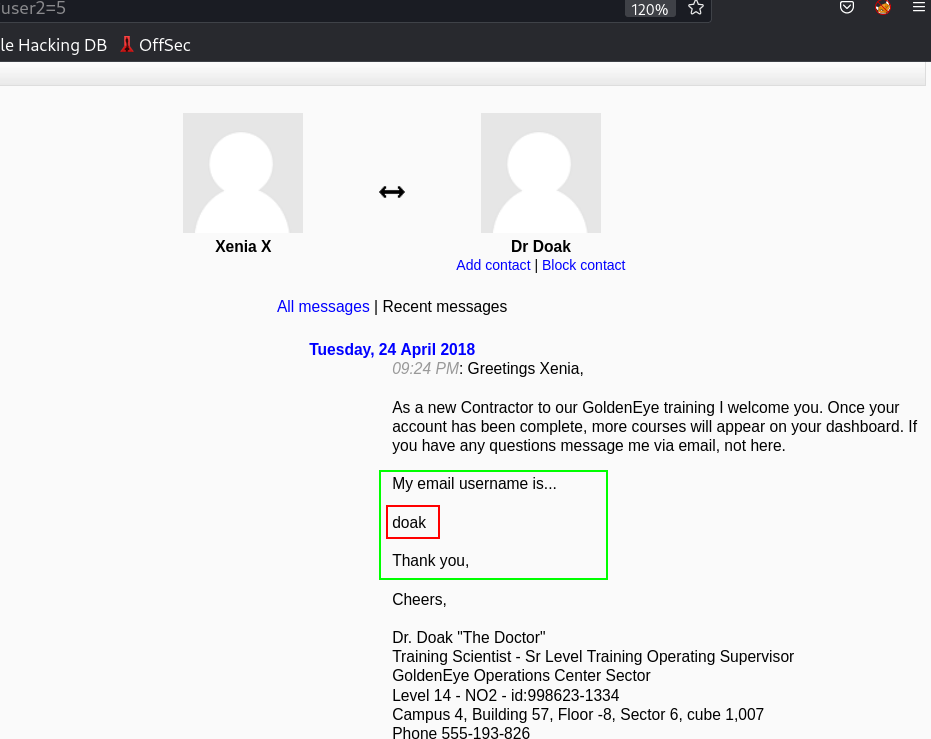 user2=5
120%
le Hacking DB OffSec
Xenia X
Dr Doak
Add contact | Block contact
All messages | Recent messages
Tuesday, 24 April 2018
09:24 PM: Greetings Xenia,
As a new Contractor to our GoldenEye training I welcome you. Once your
account has been complete, more courses will appear on your dashboard. If
you have any questions message me via email, not here.
My email username is...
doak
Thank you,
Cheers,
Dr. Doak "The Doctor"
Training Scientist - Sr Level Training Operating Supervisor
GoldenEye Operations Center Sector
Level 14 - NO2 - id:998623-1334
Campus 4, Building 57, Floor -8, Sector 6, cube 1,007
Phone 555-193-826